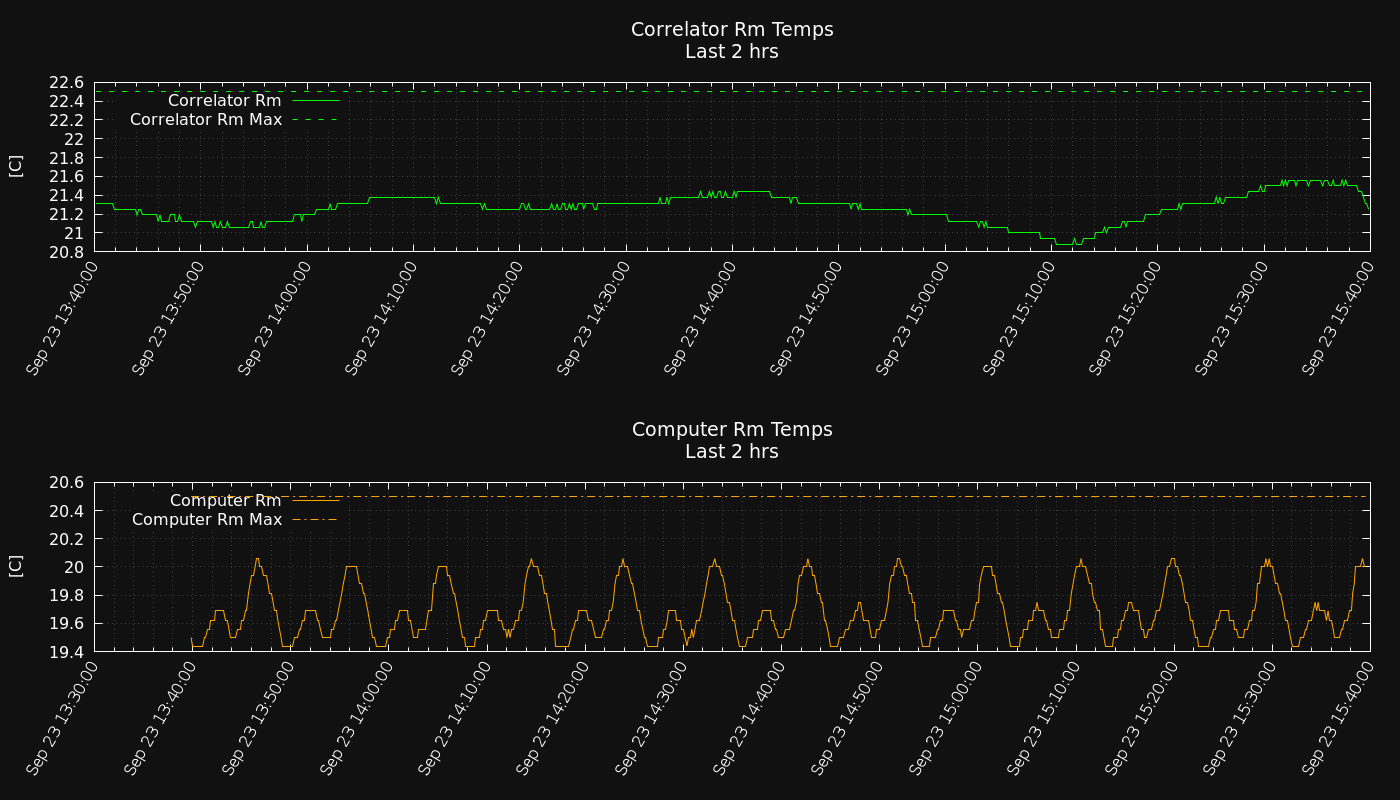 Correlator Rm Temps
Last 2 hrs
22.6
22.4
22.2
22
21.8
21.6
21.4
21.2
21
20.8
[C]
Correlator Rm
Correlator Rm Max
Sep 23 13:40:00
Sep 23 13:50:00
Sep 23 14:00:00
Sep 23 14:10:00
Sep 23 14:20:00
Sep 23 14:30:00
Sep 23 14:40:00
Sep 23 14:50:00
Sep 23 15:00:00
Sep 23 15:10:00
Sep 23 15:20:00
Sep 23 15:30:00
Sep 23 15:40:00
Computer Rm Temps
Last 2 hrs
20.6
20.4
20.2
20
19.8
19.6
19.4
[C]
Computer Rm
Computer Rm Max
Sep 23 13:30:00
Sep 23 13:40:00
Sep 23 13:50:00
Sep 23 14:00:00
Sep 23 14:10:00
Sep 23 14:20:00
Sep 23 14:30:00
Sep 23 14:40:00
Sep 23 14:50:00
Sep 23 15:00:00
Sep 23 15:10:00
Sep 23 15:20:00
Sep 23 15:30:00
Sep 23 15:40:00